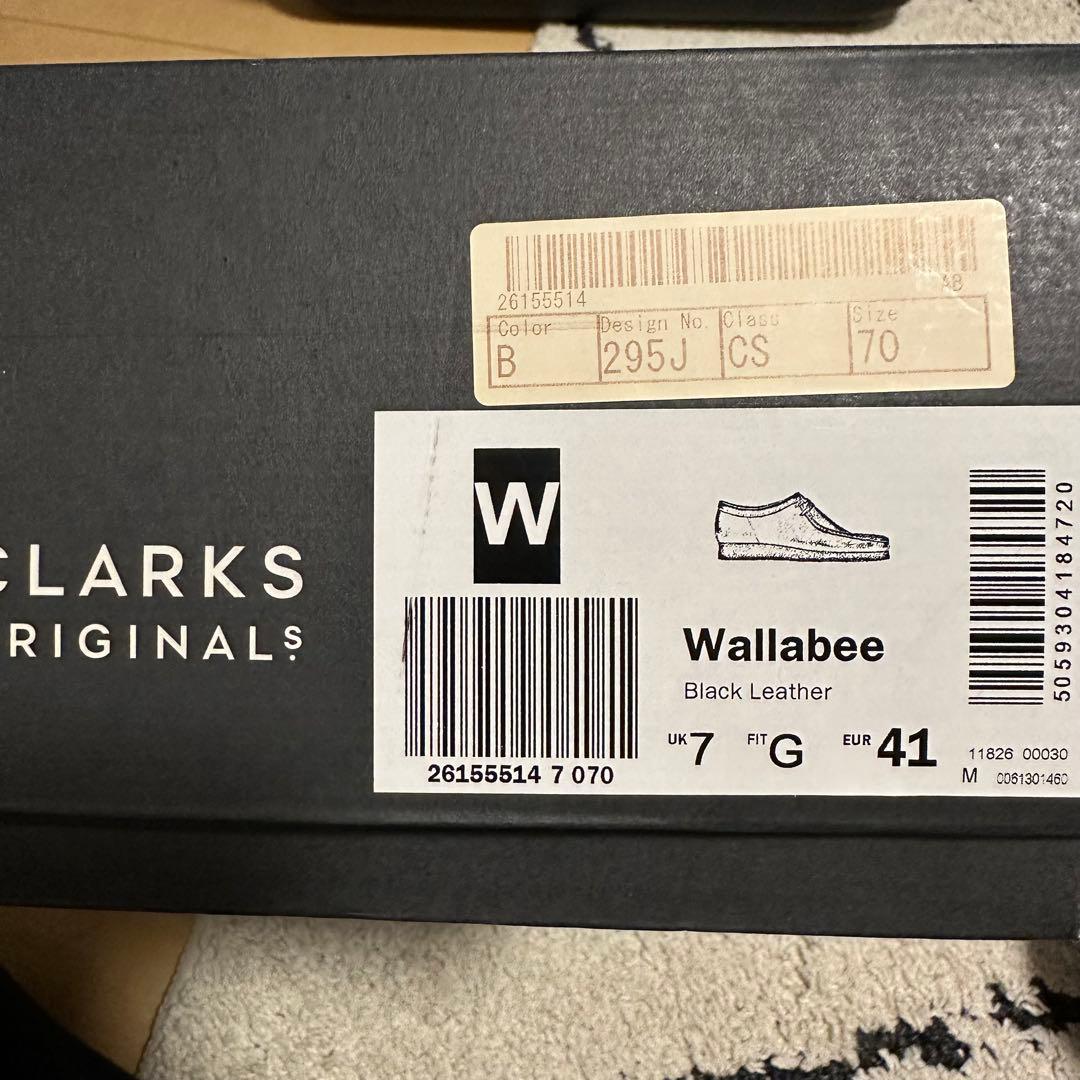 26155514
AB
Color Design No. Class Size
B 295J CS 70
W
CLARKS
ORIGINALS.
26155514 7 070
Wallabee
Black Leather
UK 7 FIT G EUR 41
5059304184720
11826 00030
M 0061301460